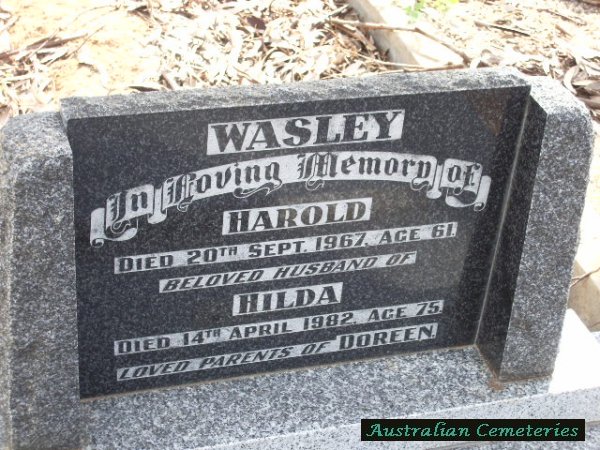 WASLEY
In Loving Memory of
HAROLD
DIED 20TH SEPT. 1967, AGE 61.
BELOVED HUSBAND OF
HILDA
DIED 14TH APRIL 1982, AGE 75.
LOVED PARENTS OF DOREEN.
Australian Cemeteries